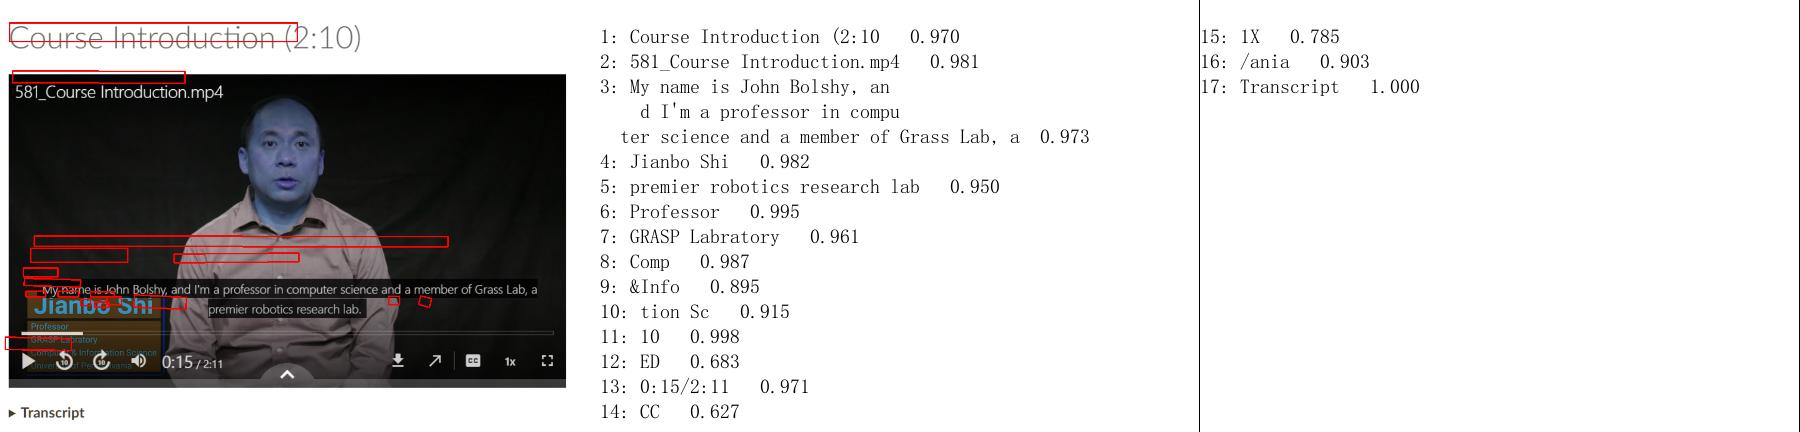 Course Introduction (2:10)
581_Course Introduction.mp4
My name is John Bolshy, and I'm a professor in computer science and a member of Grass Lab, a
premier robotics research lab.
Jianbo Shi
Professor
GRASP Labratory
Computer & Information Science
University of Pennsylvania
10
10
0:15 / 2:11
CC
1x
Transcript
1: Course Introduction (2:10 0.970
2: 581_Course Introduction.mp4 0.981
3: My name is John Bolshy, an
d I'm a professor in compu
ter science and a member of Grass Lab, a 0.973
4: Jianbo Shi 0.982
5: premier robotics research lab 0.950
6: Professor 0.995
7: GRASP Labratory 0.961
8: Comp 0.987
9: &Info 0.895
10: tion Sc 0.915
11: 10 0.998
12: ED 0.683
13: 0:15/2:11 0.971
14: CC 0.627
15: 1X 0.785
16: /ania 0.903
17: Transcript 1.000